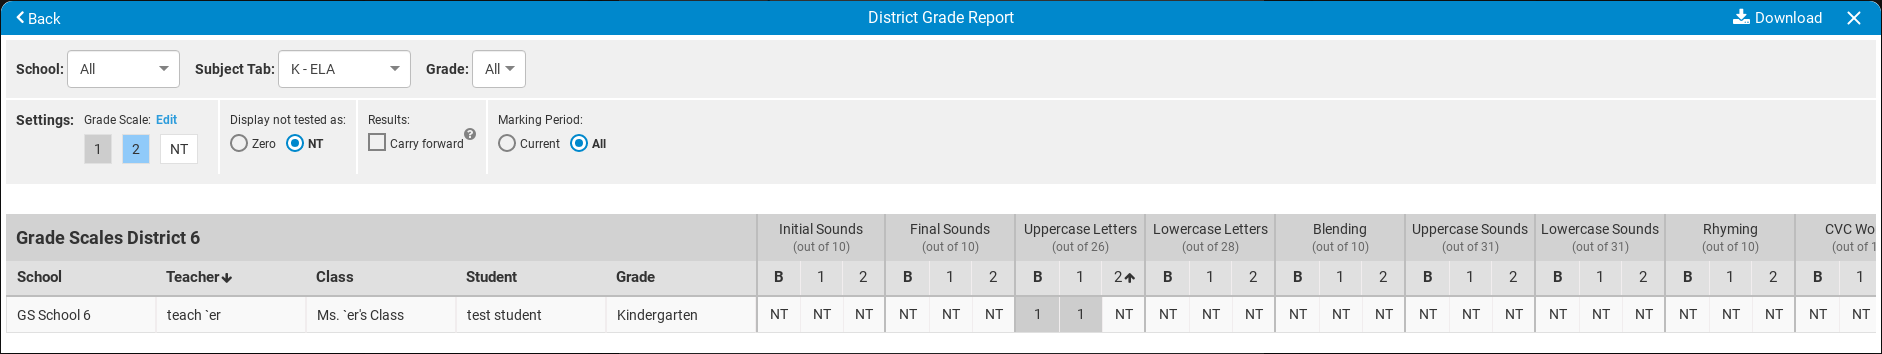 Back District Grade Report Download
School: All Subject Tab: K - ELA Grade: All
Settings: Grade Scale: Edit Display not tested as: Results: Marking Period:
1 2 NT Zero NT Carry forward ? Current All
Initial Sounds Final Sounds Uppercase Letters Lowercase Letters Blending Uppercase Sounds Lowercase Sounds Rhyming CVC Wo
Grade Scales District 6
(out of 10) (out of 10) (out of 26) (out of 28) (out of 10) (out of 31) (out of 31) (out of 10) (out of 1
School Teacher Class Student Grade B 1 2 B 1 2 B 1 2 B 1 2 B 1 2 B 1 2 B 1 2 B 1 2 B 1
GS School 6 teach `er Ms. `er's Class test student Kindergarten NT NT NT NT NT NT 1 1 NT NT NT NT NT NT NT NT NT NT NT NT NT NT NT NT NT NT